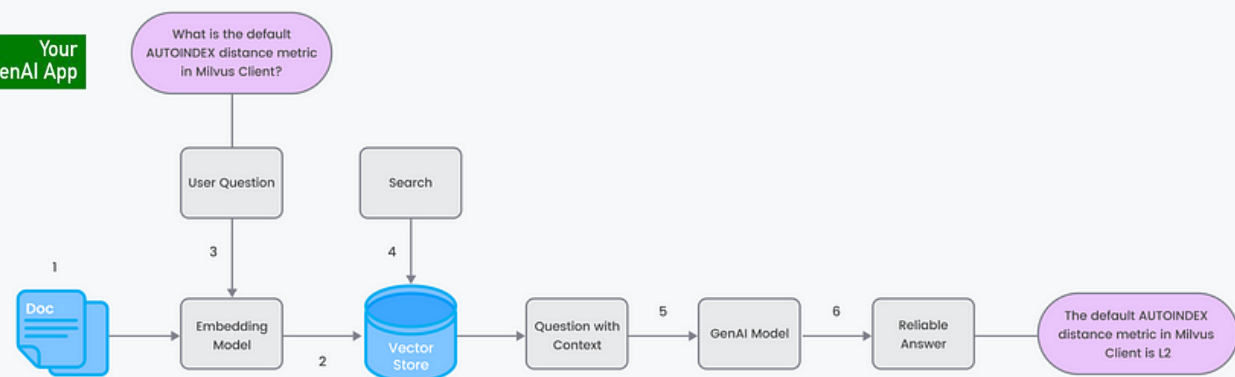 Your
enAI App
What is the default
AUTOINDEX distance metric
in Milvus Client?
User Question
Search
3
4
1
Doc
Embedding
Model
2
Vector
Store
Question with
Context
5
GenAI Model
6
Reliable
Answer
The default AUTOINDEX
distance metric in Milvus
Client is L2